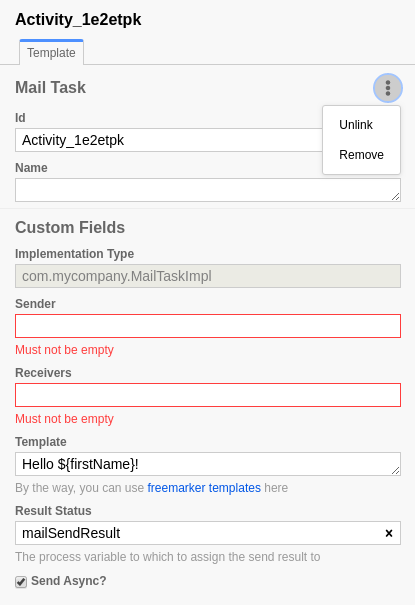 Activity_1e2etpk
Template
Mail Task
Unlink
Remove
Id
Activity_1e2etpk
Name
Custom Fields
Implementation Type
com.mycompany.MailTaskImpl
Sender
Must not be empty
Receivers
Must not be empty
Template
Hello ${firstName}!
By the way, you can use freemarker templates here
Result Status
mailSendResult
The process variable to which to assign the send result to
Send Async?